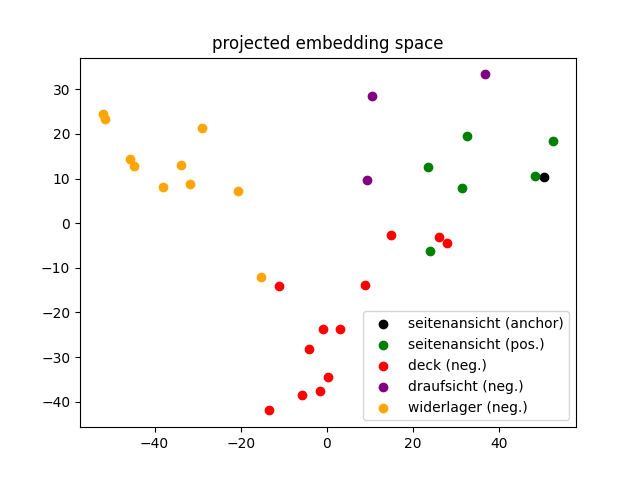 projected embedding space
30
20
10
0
−10
−20
−30
−40
−40
−20
0
20
40
seitenansicht (anchor)
seitenansicht (pos.)
deck (neg.)
draufsicht (neg.)
widerlager (neg.)